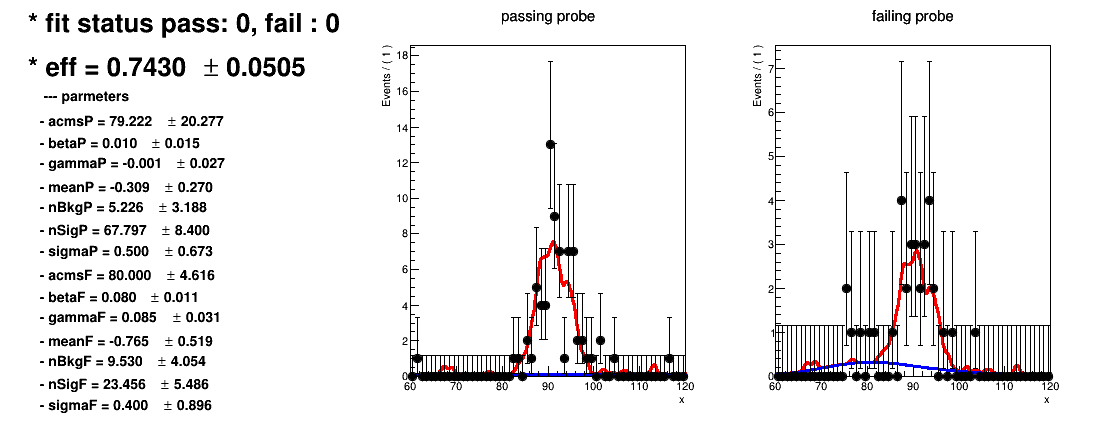 * fit status pass: 0, fail : 0
* eff = 0.7430 ± 0.0505
--- parmeters
- acmsP = 79.222 ± 20.277
- betaP = 0.010 ± 0.015
- gammaP = -0.001 ± 0.027
- meanP = -0.309 ± 0.270
- nBkgP = 5.226 ± 3.188
- nSigP = 67.797 ± 8.400
- sigmaP = 0.500 ± 0.673
- acmsF = 80.000 ± 4.616
- betaF = 0.080 ± 0.011
- gammaF = 0.085 ± 0.031
- meanF = -0.765 ± 0.519
- nBkgF = 9.530 ± 4.054
- nSigF = 23.456 ± 5.486
- sigmaF = 0.400 ± 0.896
passing probe
Events / ( 1 )
18
16
14
12
10
8
6
4
2
0
60 70 80 90 100 110 120
x
failing probe
Events / ( 1 )
7
6
5
4
3
2
1
0
60 70 80 90 100 110 120
x